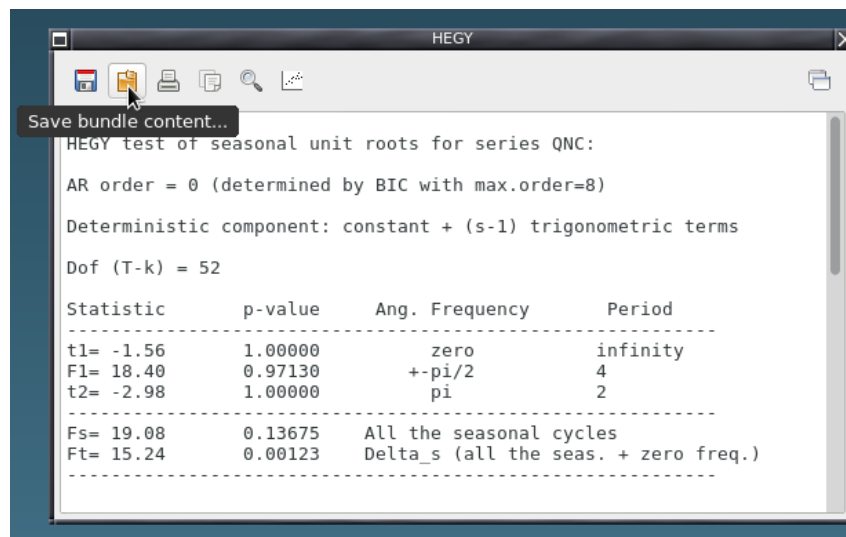 HEGY
Save bundle content...
HEGY test of seasonal unit roots for series QNC:
AR order = 0 (determined by BIC with max.order=8)
Deterministic component: constant + (s-1) trigonometric terms
Dof (T-k) = 52
Statistic p-value Ang. Frequency Period
t1= -1.56 1.00000 zero infinity
F1= 18.40 0.97130 +-pi/2 4
t2= -2.98 1.00000 pi 2
Fs= 19.08 0.13675 All the seasonal cycles
Ft= 15.24 0.00123 Delta_s (all the seas. + zero freq.)